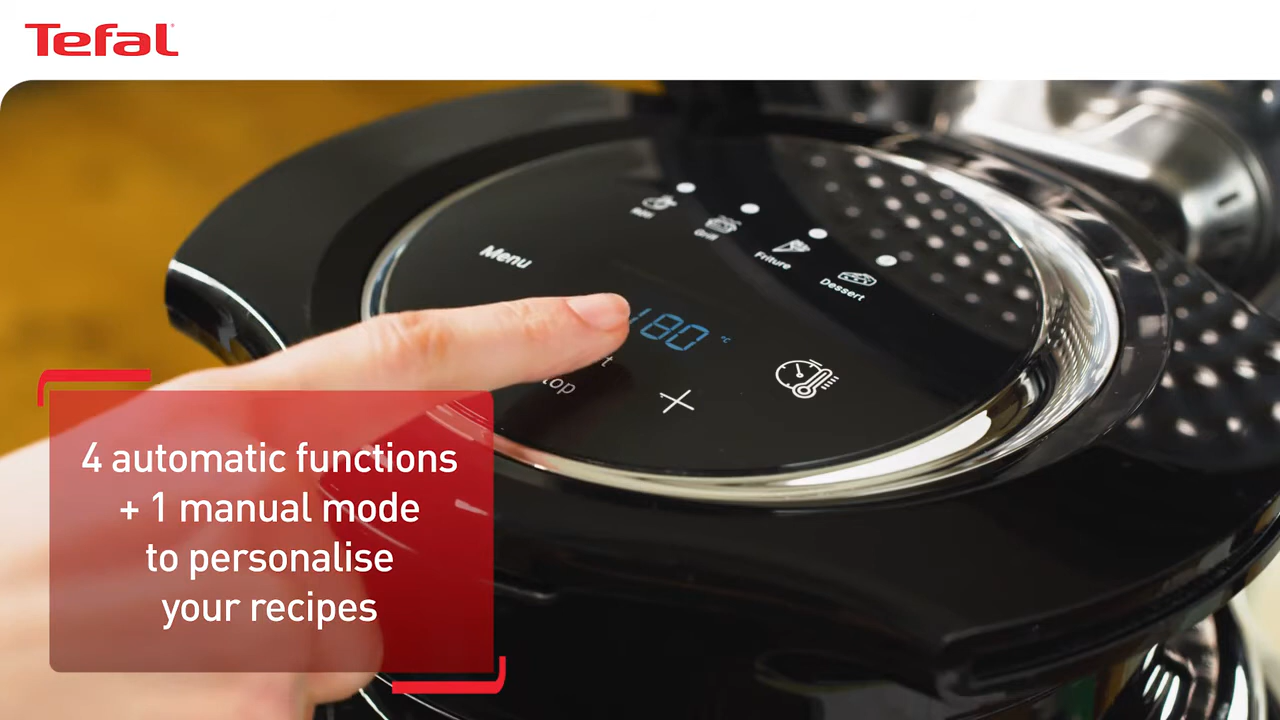 Tefal
Grill
Friture
Dessert
Menu
180 °C
4 automatic functions
+ 1 manual mode
to personalise
your recipes